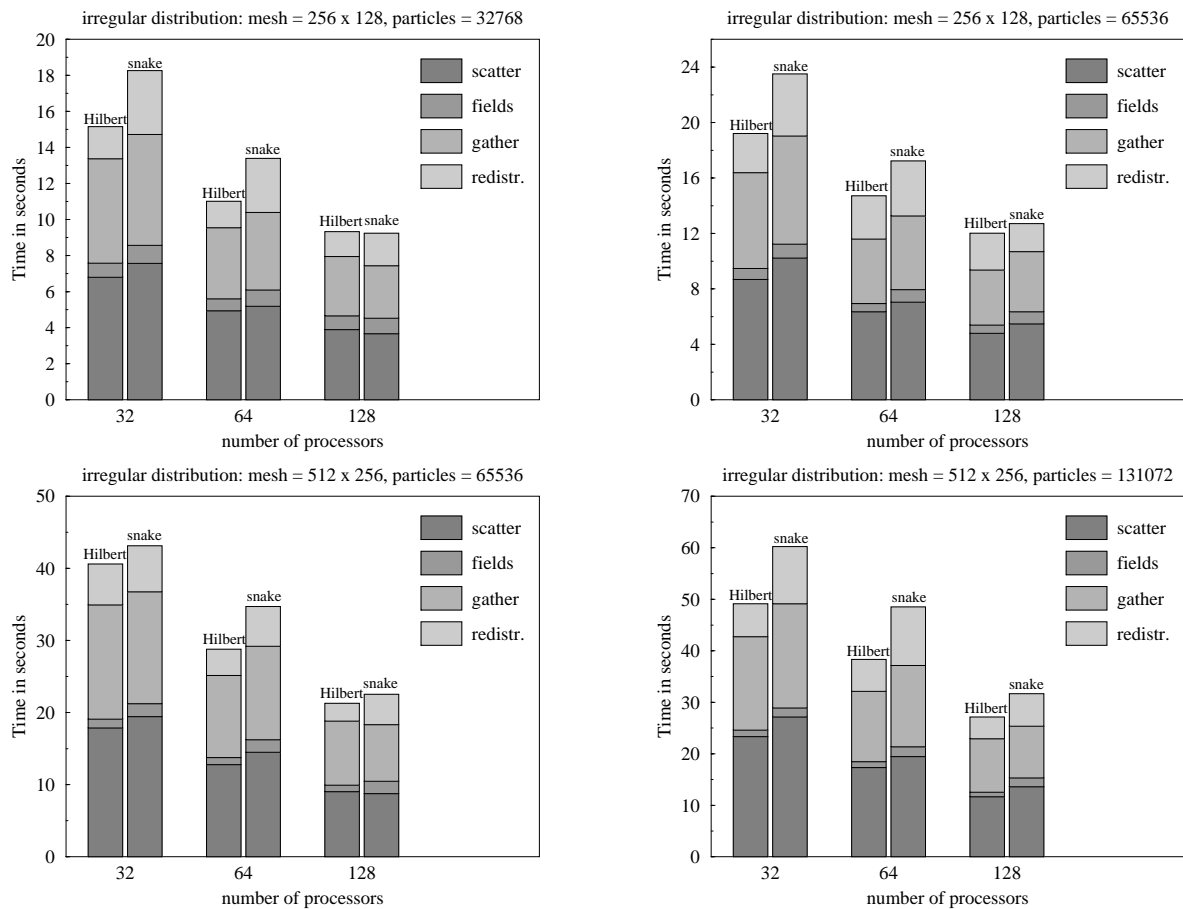 irregular distribution: mesh = 256 x 128, particles = 32768
20
18
16
14
12
10
8
6
4
2
0
Time in seconds
Hilbert
snake
Hilbert
snake
Hilbert
snake
scatter
fields
gather
redistr.
32
64
128
number of processors
irregular distribution: mesh = 256 x 128, particles = 65536
24
20
16
12
8
4
0
Time in seconds
Hilbert
snake
Hilbert
snake
Hilbert
snake
scatter
fields
gather
redistr.
32
64
128
number of processors
irregular distribution: mesh = 512 x 256, particles = 65536
50
40
30
20
10
0
Time in seconds
Hilbert
snake
Hilbert
snake
Hilbert
snake
scatter
fields
gather
redistr.
32
64
128
number of processors
irregular distribution: mesh = 512 x 256, particles = 131072
70
60
50
40
30
20
10
0
Time in seconds
Hilbert
snake
Hilbert
snake
Hilbert
snake
scatter
fields
gather
redistr.
32
64
128
number of processors